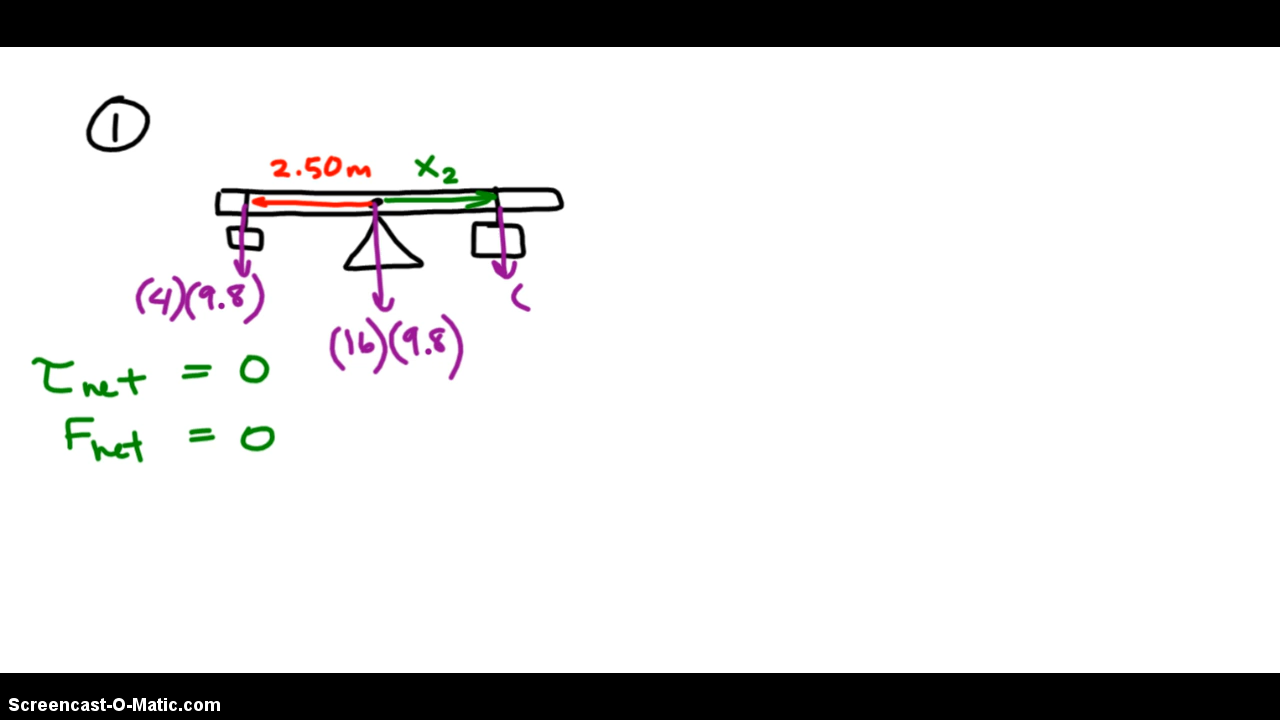 1
2.50m X₂
(4)(9.8)
(16)(9.8)
(
τnet = 0
Fnet = 0
Screencast-O-Matic.com